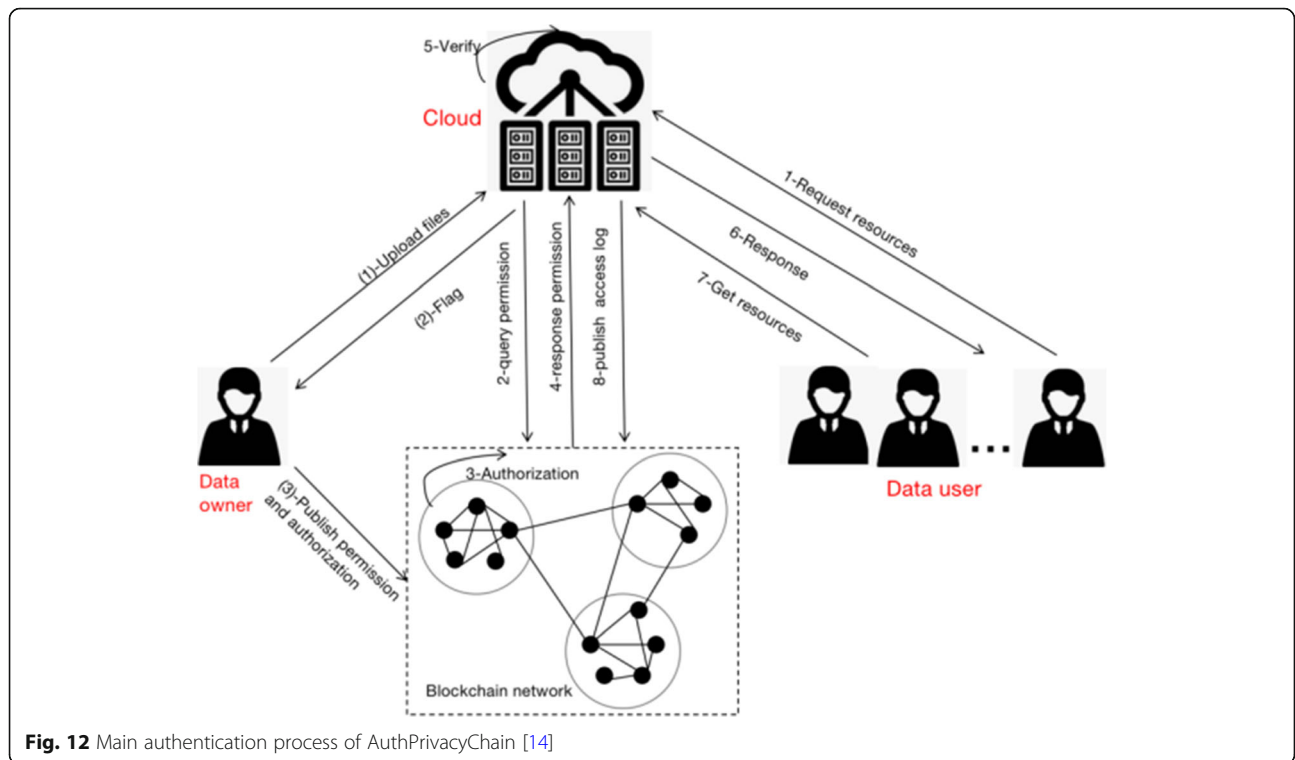 5-Verify
Cloud
1-Request resources
6-Response
7-Get resources
(1)-Upload files
(2)-Flag
2-query permission
4-response permission
8-publish access log
Data
owner
(3)-Publish permission
and authorization
3-Authorization
Blockchain network
...
Data user
Fig. 12 Main authentication process of AuthPrivacyChain [14]